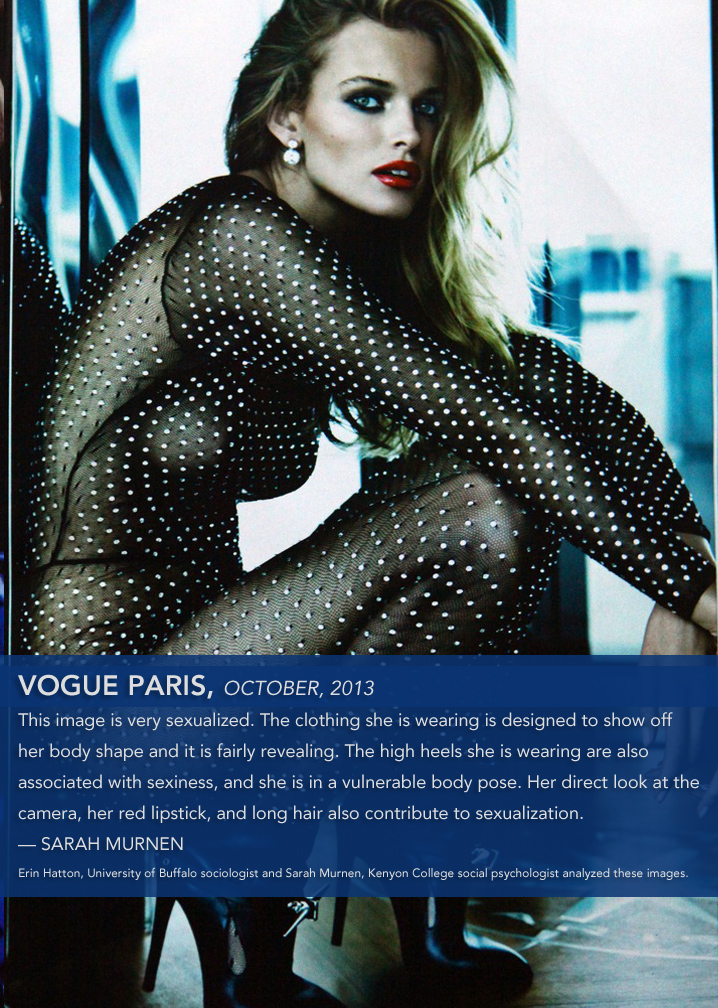 VOGUE PARIS, OCTOBER, 2013
This image is very sexualized. The clothing she is wearing is designed to show off
her body shape and it is fairly revealing. The high heels she is wearing are also
associated with sexiness, and she is in a vulnerable body pose. Her direct look at the
camera, her red lipstick, and long hair also contribute to sexualization.
— SARAH MURNEN
Erin Hatton, University of Buffalo sociologist and Sarah Murnen, Kenyon College social psychologist analyzed these images.